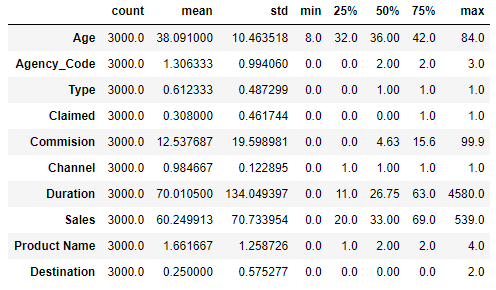 count mean std min 25% 50% 75% max
Age 3000.0 38.091000 10.463518 8.0 32.0 36.00 42.0 84.0
Agency_Code 3000.0 1.306333 0.994060 0.0 0.0 2.00 2.0 3.0
Type 3000.0 0.612333 0.487299 0.0 0.0 1.00 1.0 1.0
Claimed 3000.0 0.308000 0.461744 0.0 0.0 0.00 1.0 1.0
Commision 3000.0 12.537687 19.598981 0.0 0.0 4.63 15.6 99.9
Channel 3000.0 0.984667 0.122895 0.0 1.0 1.00 1.0 1.0
Duration 3000.0 70.010500 134.049397 0.0 11.0 26.75 63.0 4580.0
Sales 3000.0 60.249913 70.733954 0.0 20.0 33.00 69.0 539.0
Product Name 3000.0 1.661667 1.258726 0.0 1.0 2.00 2.0 4.0
Destination 3000.0 0.250000 0.575277 0.0 0.0 0.00 0.0 2.0